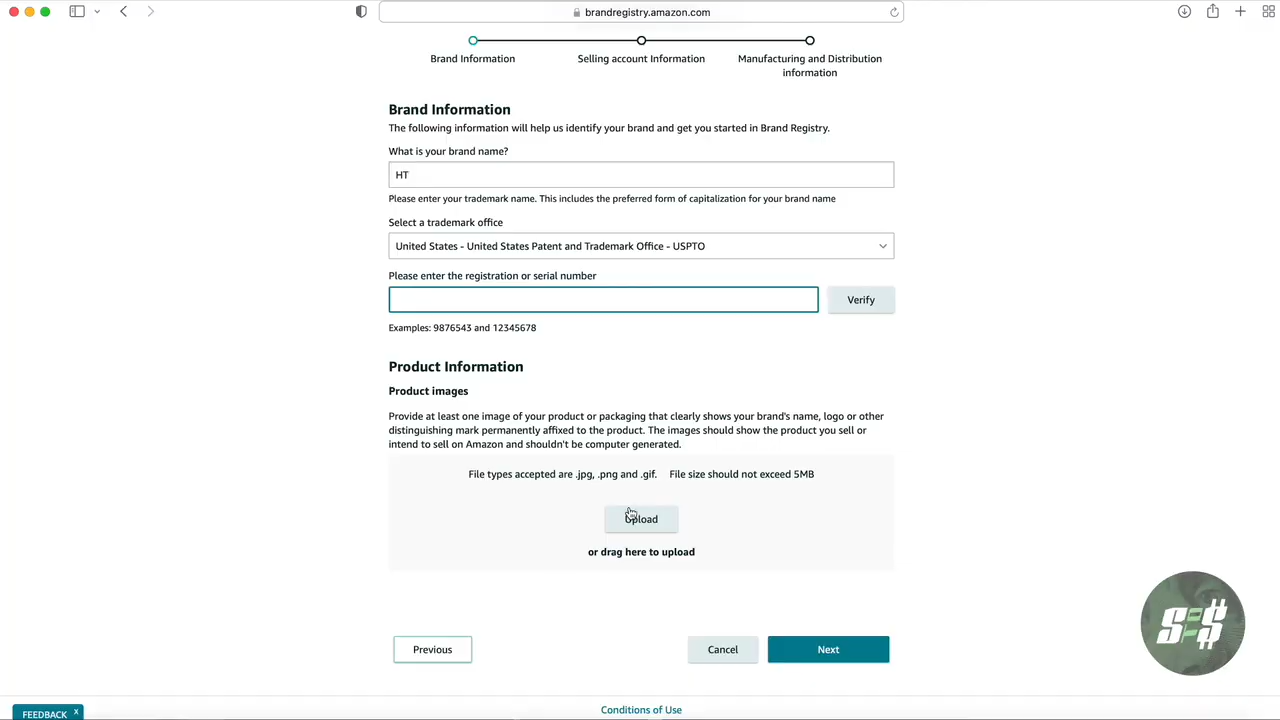 brandregistry.amazon.com
Brand Information
Selling account Information
Manufacturing and Distribution
information
Brand Information
The following information will help us identify your brand and get you started in Brand Registry.
What is your brand name?
HT
Please enter your trademark name. This includes the preferred form of capitalization for your brand name
Select a trademark office
United States - United States Patent and Trademark Office - USPTO
Please enter the registration or serial number
Verify
Examples: 9876543 and 12345678
Product Information
Product images
Provide at least one image of your product or packaging that clearly shows your brand's name, logo or other
distinguishing mark permanently affixed to the product. The images should show the product you sell or
intend to sell on Amazon and shouldn't be computer generated.
File types accepted are .jpg, .png and .gif. File size should not exceed 5MB
Upload
or drag here to upload
Previous
Cancel
Next
Conditions of Use
FEEDBACK x